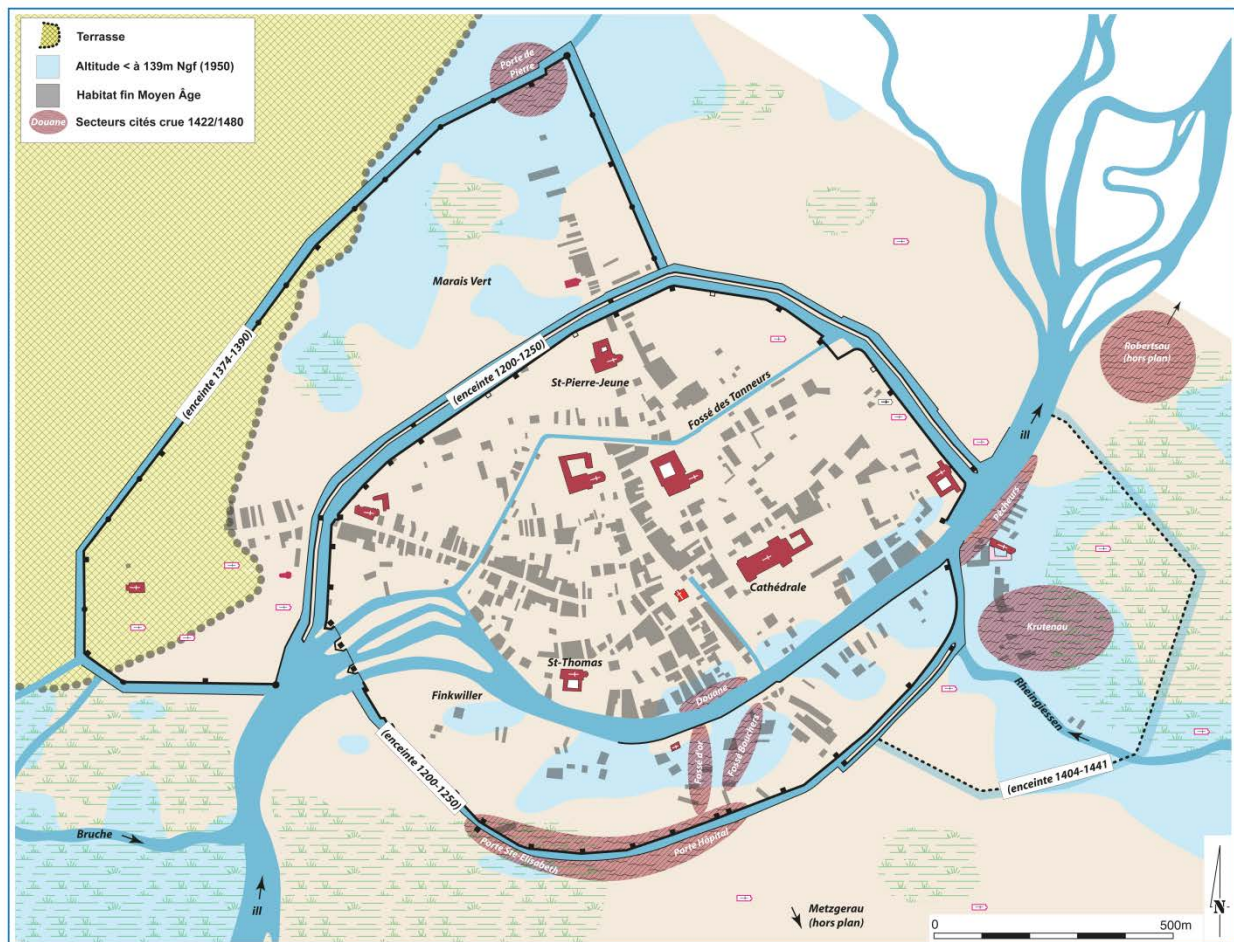 Terrasse
Altitude < à 139m Ngf (1950)
Habitat fin Moyen Âge
Douane
Secteurs cités crue 1422/1480
Porte de
Pierre
Marais Vert
(enceinte 1374-1390)
(enceinte 1200-1250)
St-Pierre-Jeune
Fossé des Tanneurs
Robertsau
(hors plan)
ill
Pêcheurs
Cathédrale
Krutenau
St-Thomas
Finkwiller
Douane
Rheingiessen
Fossé d'or
Fossé Bouchers
(enceinte 1200-1250)
(enceinte 1404-1441)
Bruche
Porte Ste-Elisabeth
Porte Hôpital
ill
Metzgerau
(hors plan)
0
500m
N